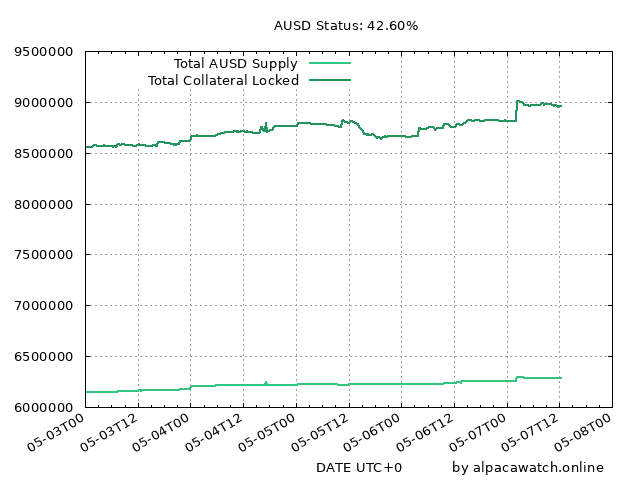 AUSD Status: 42.60%
Total AUSD Supply
Total Collateral Locked
9500000
9000000
8500000
8000000
7500000
7000000
6500000
6000000
05-03T00
05-03T12
05-04T00
05-04T12
05-05T00
05-05T12
05-06T00
05-06T12
05-07T00
05-07T12
05-08T00
DATE UTC+0
by alpacawatch.online